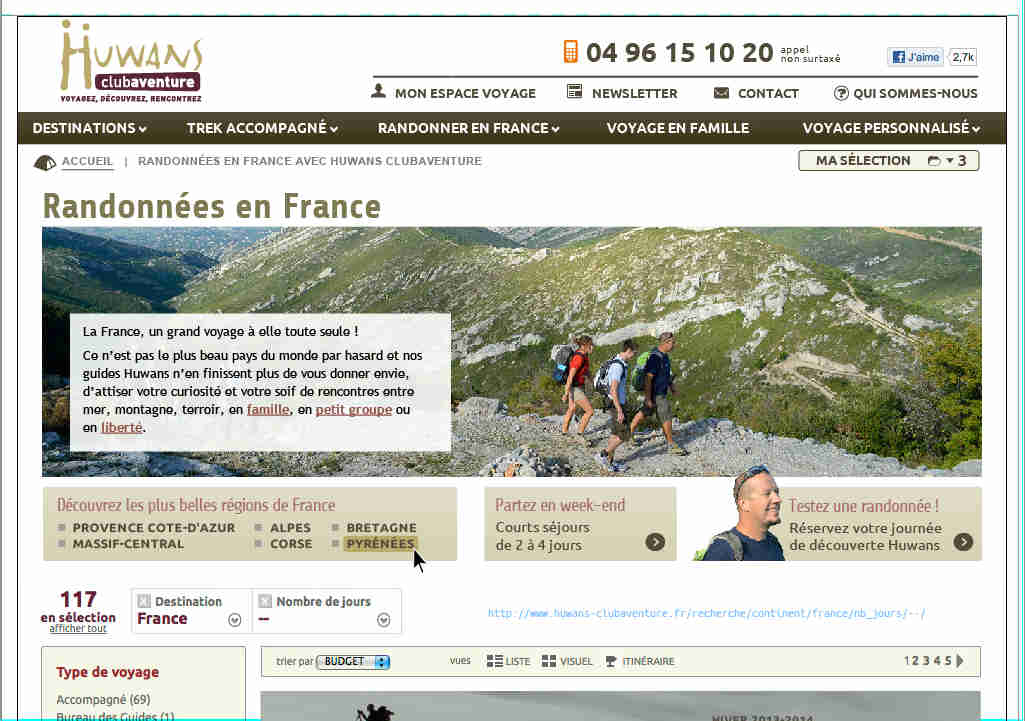 Huwans
clubaventure
VOYAGEZ, DÉCOUVREZ, RENCONTREZ
04 96 15 10 20 appel non surtaxé
J'aime 2,7k
MON ESPACE VOYAGE NEWSLETTER CONTACT QUI SOMMES-NOUS
DESTINATIONS TREK ACCOMPAGNÉ RANDONNER EN FRANCE VOYAGE EN FAMILLE VOYAGE PERSONNALISÉ
ACCUEIL | RANDONNÉES EN FRANCE AVEC HUWANS CLUBAVENTURE
MA SÉLECTION 3
Randonnées en France
La France, un grand voyage à elle toute seule !
Ce n'est pas le plus beau pays du monde par hasard et nos
guides Huwans n'en finissent plus de vous donner envie,
d'attiser votre curiosité et votre soif de rencontres entre
mer, montagne, terroir, en famille, en petit groupe ou
en liberté.
Découvrez les plus belles régions de France
PROVENCE COTE-D'AZUR ALPES BRETAGNE
MASSIF-CENTRAL CORSE PYRÉNÉES
Partez en week-end
Courts séjours
de 2 à 4 jours
Testez une randonnée !
Réservez votre journée
de découverte Huwans
117
en sélection
afficher tout
Destination
France
Nombre de jours
--
http://www.huwans-clubaventure.fr/recherche/continent/france/nb_jours/--/
Type de voyage
Accompagné (69)
Bureau des Guides (1)
trier par BUDGET vues LISTE VISUEL ITINÉRAIRE 1 2 3 4 5
HIVER 2013-2014